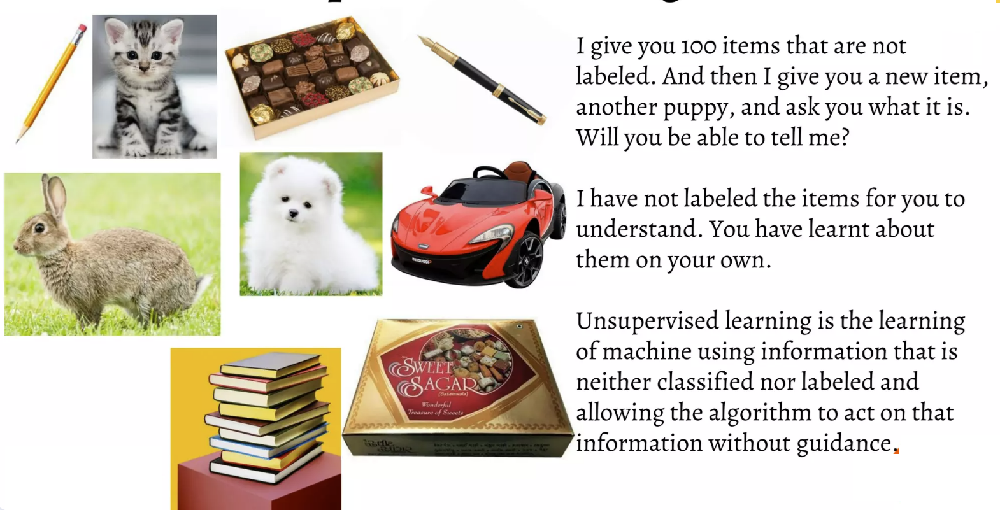 I give you 100 items that are not
labeled. And then I give you a new item,
another puppy, and ask you what it is.
Will you be able to tell me?
I have not labeled the items for you to
understand. You have learnt about
them on your own.
Unsupervised learning is the learning
of machine using information that is
neither classified nor labeled and
allowing the algorithm to act on that
information without guidance.
SWEET
SAGAR
Wonderful
Treasure of Sweets